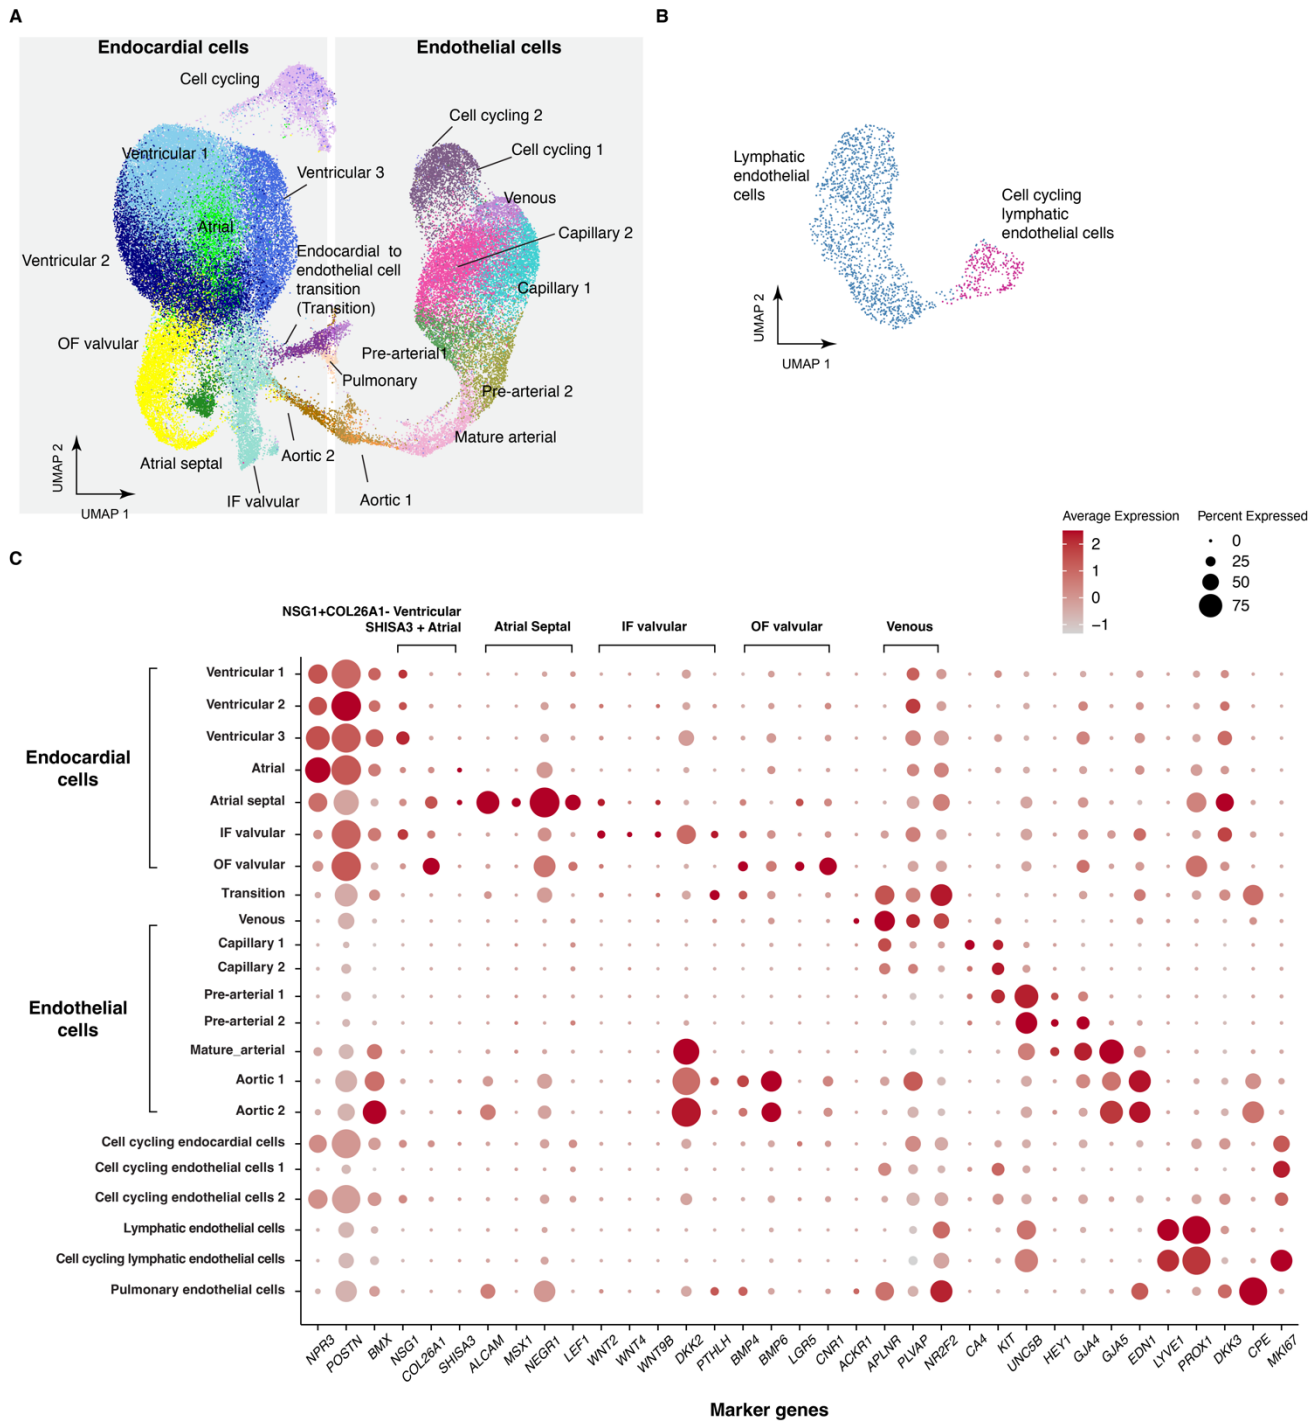 A
Endocardial cells
Endothelial cells
Cell cycling
Cell cycling 2
Cell cycling 1
Ventricular 1
Ventricular 3
Venous
Atrial
Capillary 2
Ventricular 2
Endocardial to
endothelial cell
transition
(Transition)
Capillary 1
OF valvular
Pre-arterial1
Pulmonary
Pre-arterial 2
Mature arterial
Atrial septal
Aortic 2
IF valvular
Aortic 1
UMAP 2
UMAP 1
B
Lymphatic
endothelial
cells
Cell cycling
lymphatic
endothelial cells
UMAP 2
UMAP 1
C
Average Expression
2
1
0
−1
Percent Expressed
0
25
50
75
NSG1+COL26A1- Ventricular
SHISA3 + Atrial
Atrial Septal
IF valvular
OF valvular
Venous
Endocardial
cells
Endothelial
cells
Ventricular 1
Ventricular 2
Ventricular 3
Atrial
Atrial septal
IF valvular
OF valvular
Transition
Venous
Capillary 1
Capillary 2
Pre-arterial 1
Pre-arterial 2
Mature_arterial
Aortic 1
Aortic 2
Cell cycling endocardial cells
Cell cycling endothelial cells 1
Cell cycling endothelial cells 2
Lymphatic endothelial cells
Cell cycling lymphatic endothelial cells
Pulmonary endothelial cells
NPR3
POSTN
BMX
NSG1
COL26A1
SHISA3
ALCAM
MSX1
NEGR1
LEF1
WNT2
WNT4
WNT9B
DKK2
PTHLH
BMP4
BMP6
LGR5
CNR1
ACKR1
APLNR
PLVAP
NR2F2
CA4
KIT
UNC5B
HEY1
GJA4
GJA5
EDN1
LYVE1
PROX1
DKK3
CPE
MKI67
Marker genes